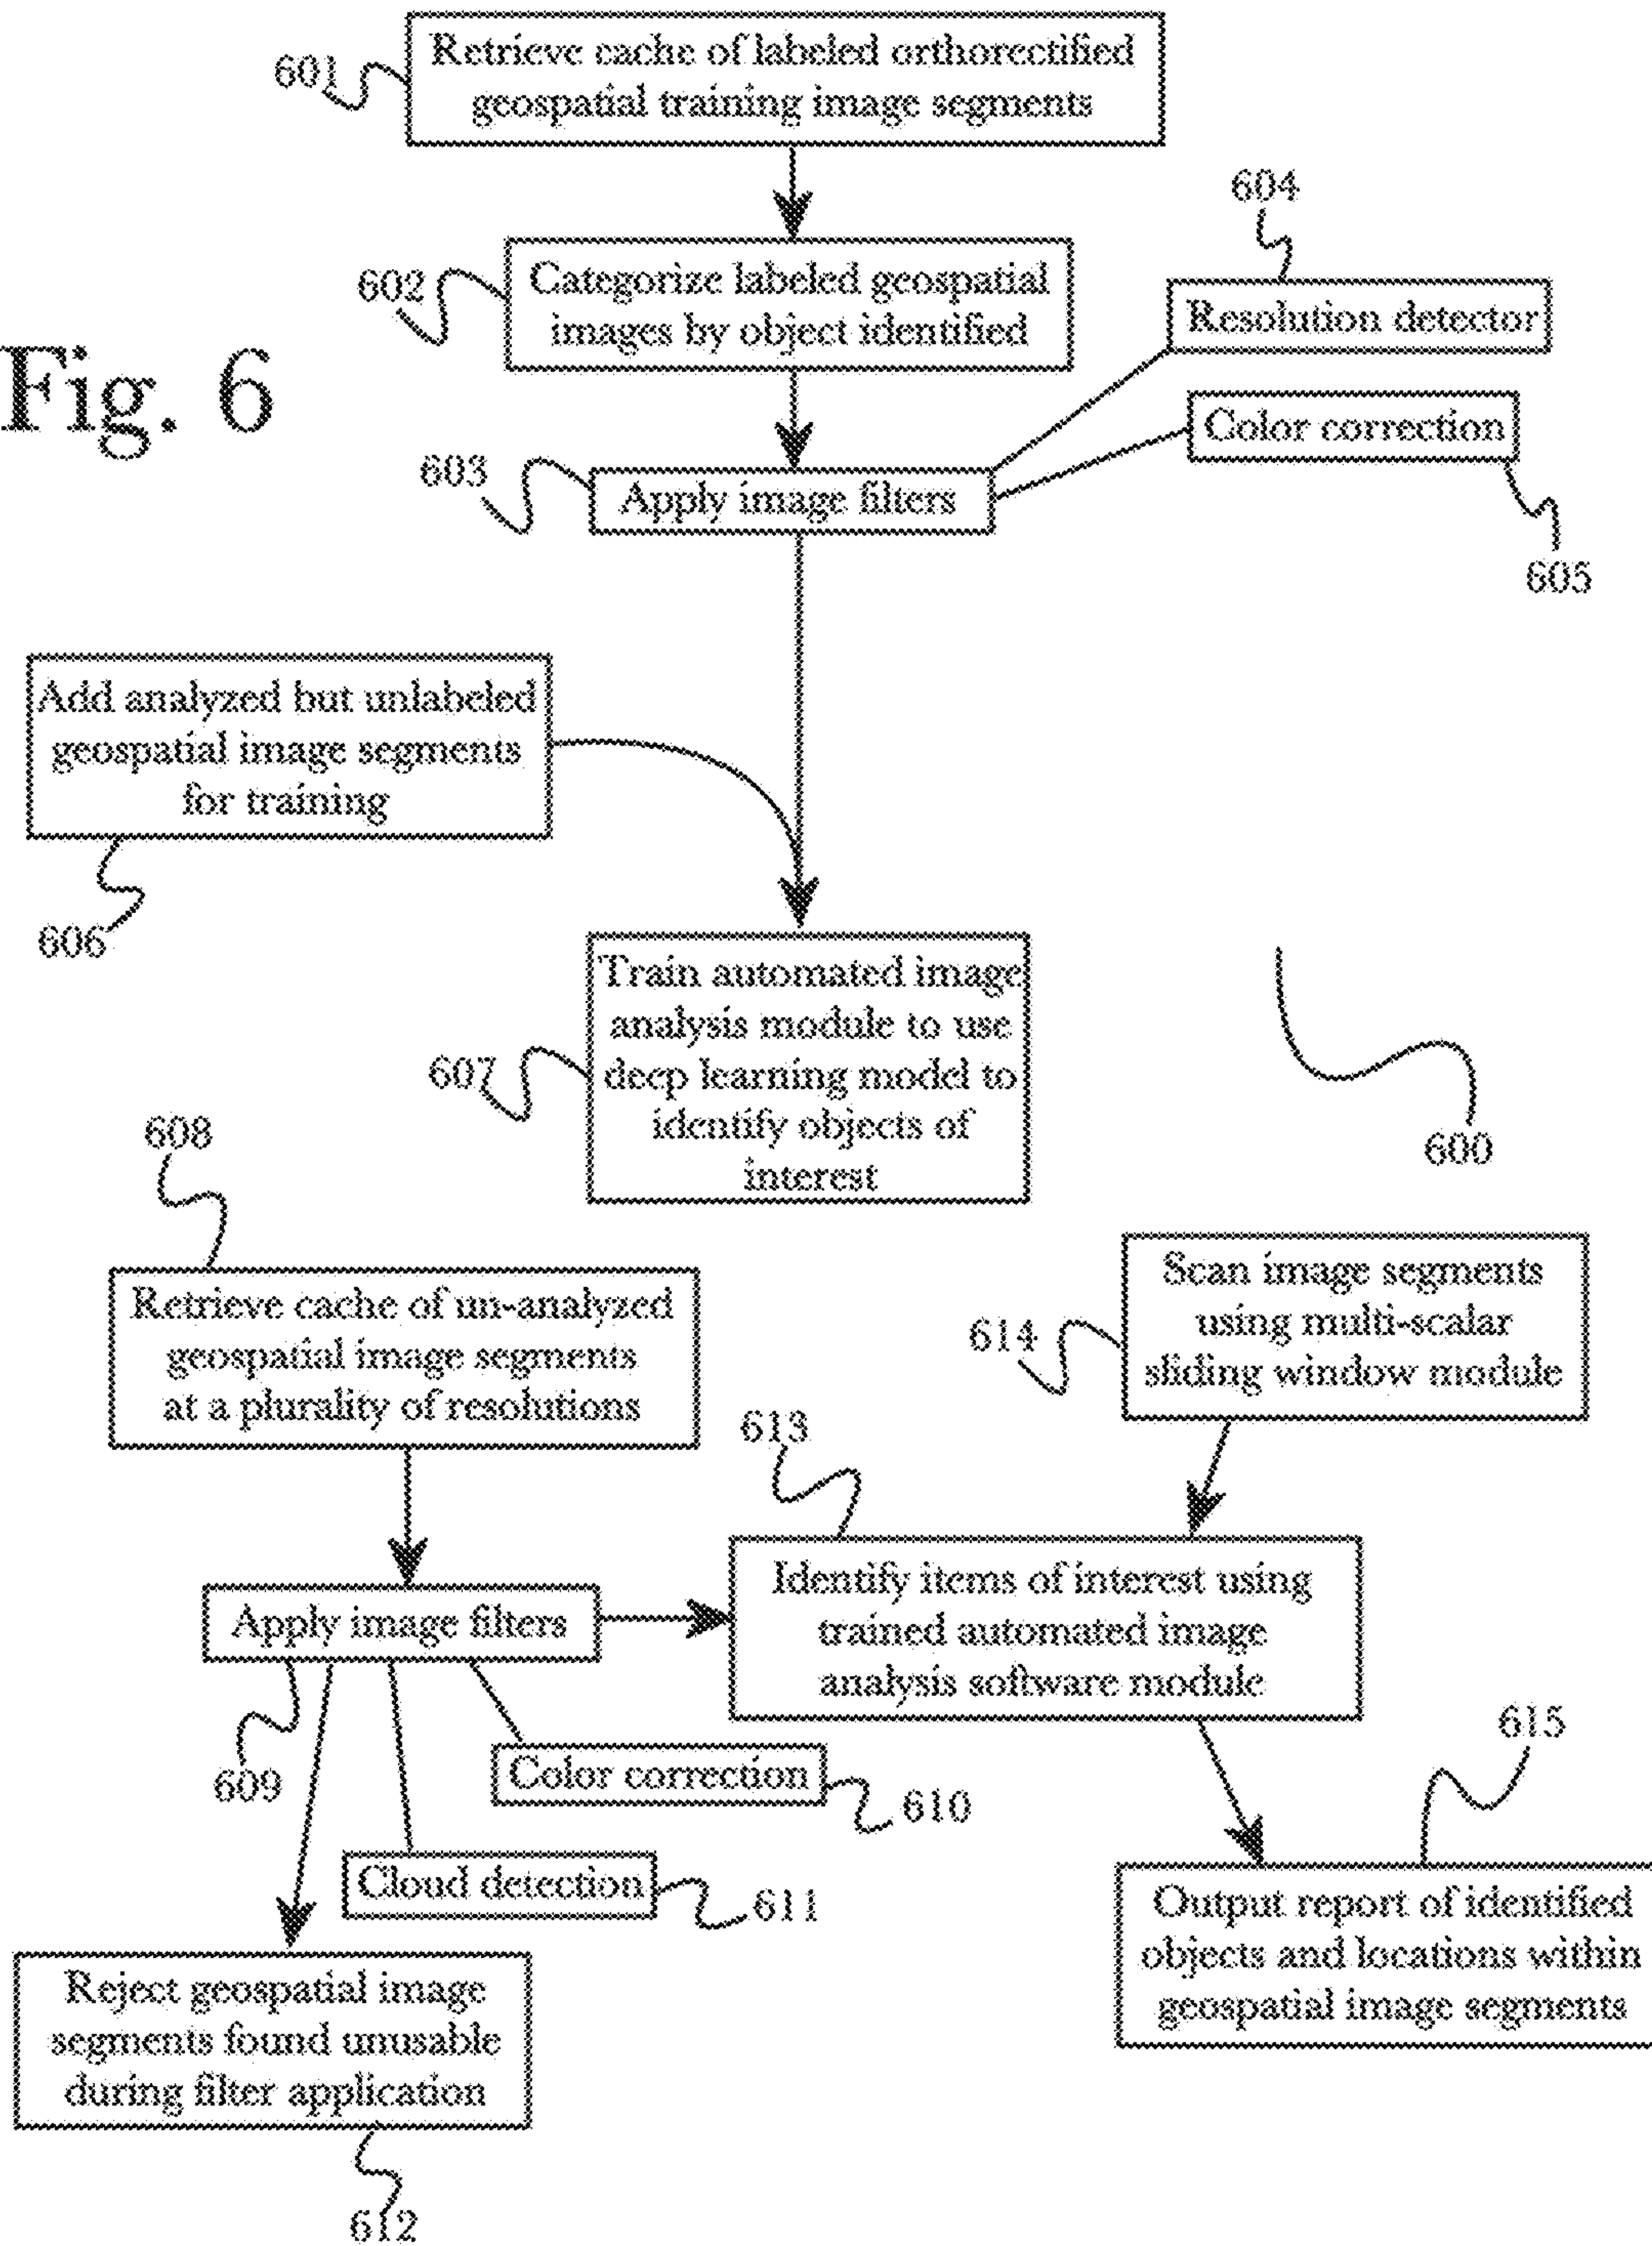 Retrieve cache of labeled orthorectified
geospatial training image segments
601
604
Categorize labeled geospatial
images by object identified
602
Resolution detector
Fig. 6
Color correction
603
Apply image filters
605
Add analyzed but unlabeled
geospatial image segments
for training
606
Train automated image
analysis module to use
deep learning model to
identify objects of
interest
607
600
608
Retrieve cache of un-analyzed
geospatial image segments
at a plurality of resolutions
Scan image segments
using multi-scalar
sliding window module
614
613
Identify items of interest using
trained automated image
analysis software module
Apply image filters
609
Color correction
610
615
Cloud detection
611
Output report of identified
objects and locations within
geospatial image segments
Reject geospatial image
segments found unusable
during filter application
612